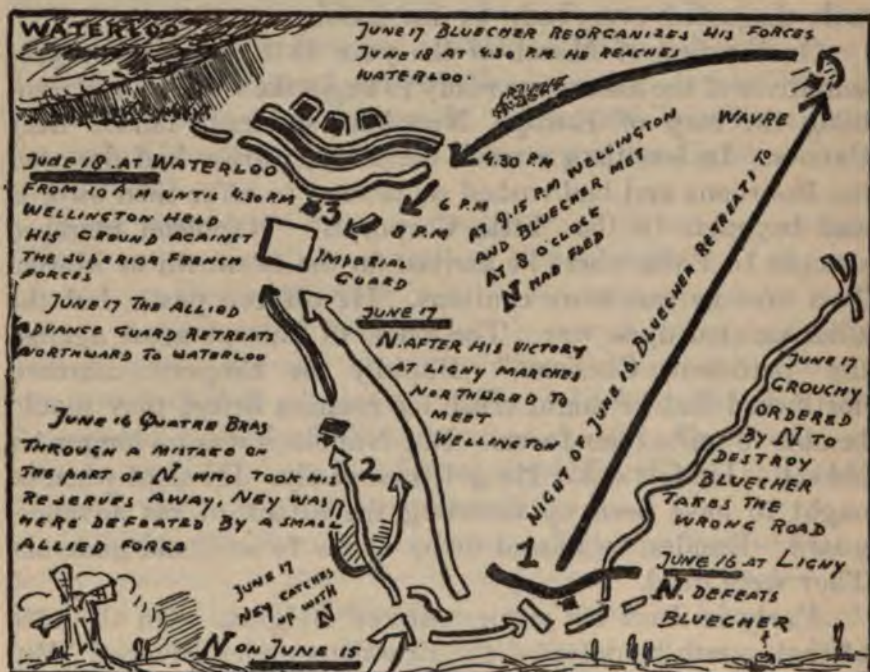 WATERLOO
JUNE 17 BLUECHER REORGANIZES HIS FORCES
JUNE 18 AT 4.30 P.M. HE REACHES
WATERLOO.
WAVRE
4.30 PM
6 PM
8 PM
3
JUNE 18 AT WATERLOO
FROM 10 AM UNTIL 4.30 PM
WELLINGTON HELD
HIS GROUND AGAINST
THE SUPERIOR FRENCH
FORCES
IMPERIAL
GUARD
AT 9.15 PM WELLINGTON
AND BLUECHER MET
AT 8 O'CLOCK
N HAD FLED
NIGHT OF JUNE 16. BLUECHER RETREATS TO
JUNE 17 THE ALLIED
ADVANCE GUARD RETREATS
NORTHWARD TO WATERLOO
JUNE 17
N. AFTER HIS VICTORY
AT LIGNY MARCHES
NORTHWARD TO
MEET
WELLINGTON
JUNE 17
GROUCHY
ORDERED
BY N TO
DESTROY
BLUECHER
TAKES THE
WRONG ROAD
JUNE 16 QUATRE BRAS
THROUGH A MISTAKE ON
THE PART OF N. WHO TOOK HIS
RESERVES AWAY, NEY WAS
HERE DEFEATED BY A SMALL
ALLIED FORCE
2
JUNE 17
NEY CATCHES
UP WITH
N
1
JUNE 16 AT LIGNY
N. DEFEATS
BLUECHER
N ON JUNE 15